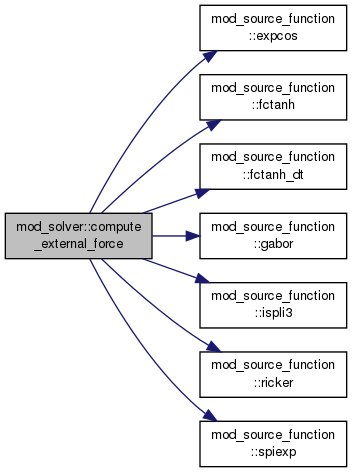 mod_source_function
::expcos
mod_source_function
::fctanh
mod_source_function
::fctanh_dt
mod_solver::compute
_external_force
mod_source_function
::gabor
mod_source_function
::ispli3
mod_source_function
::ricker
mod_source_function
::spiexp